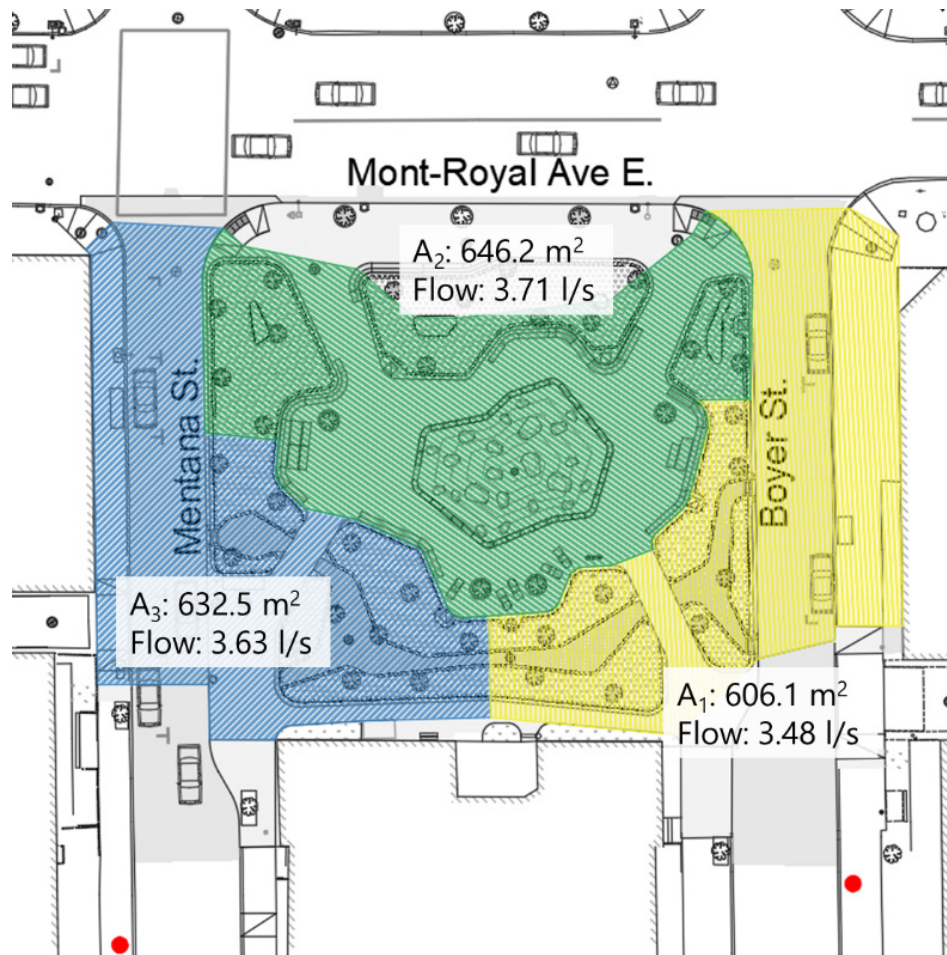 Mont-Royal Ave E.
A₂: 646.2 m²
Flow: 3.71 l/s
Mentana St.
Boyer St.
A₃: 632.5 m²
Flow: 3.63 l/s
A₁: 606.1 m²
Flow: 3.48 l/s